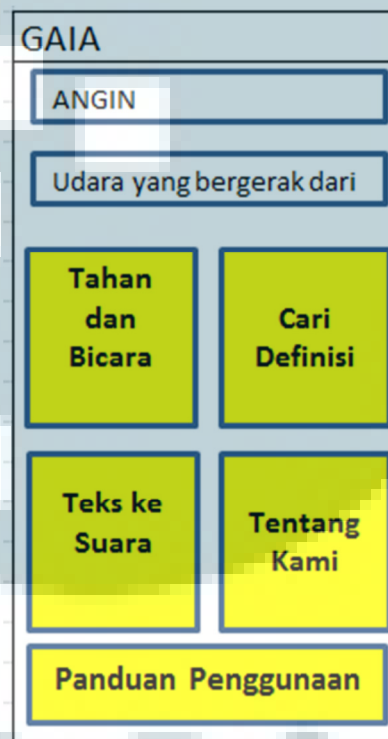 GAIA
ANGIN
Udara yang bergerak dari
Tahan
dan
Bicara
Cari
Definisi
Teks ke
Suara
Tentang
Kami
Panduan Penggunaan